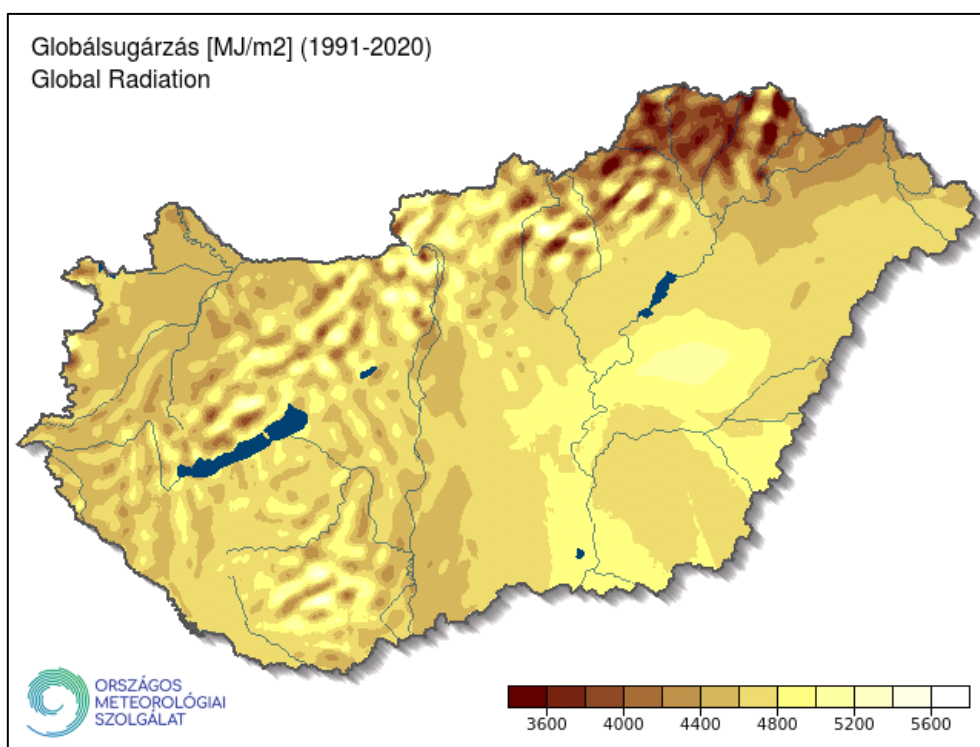 Globálsugárzás [MJ/m2] (1991-2020)
Global Radiation
ORSZÁGOS
METEOROLÓGIAI
SZOLGÁLAT
3600 4000 4400 4800 5200 5600